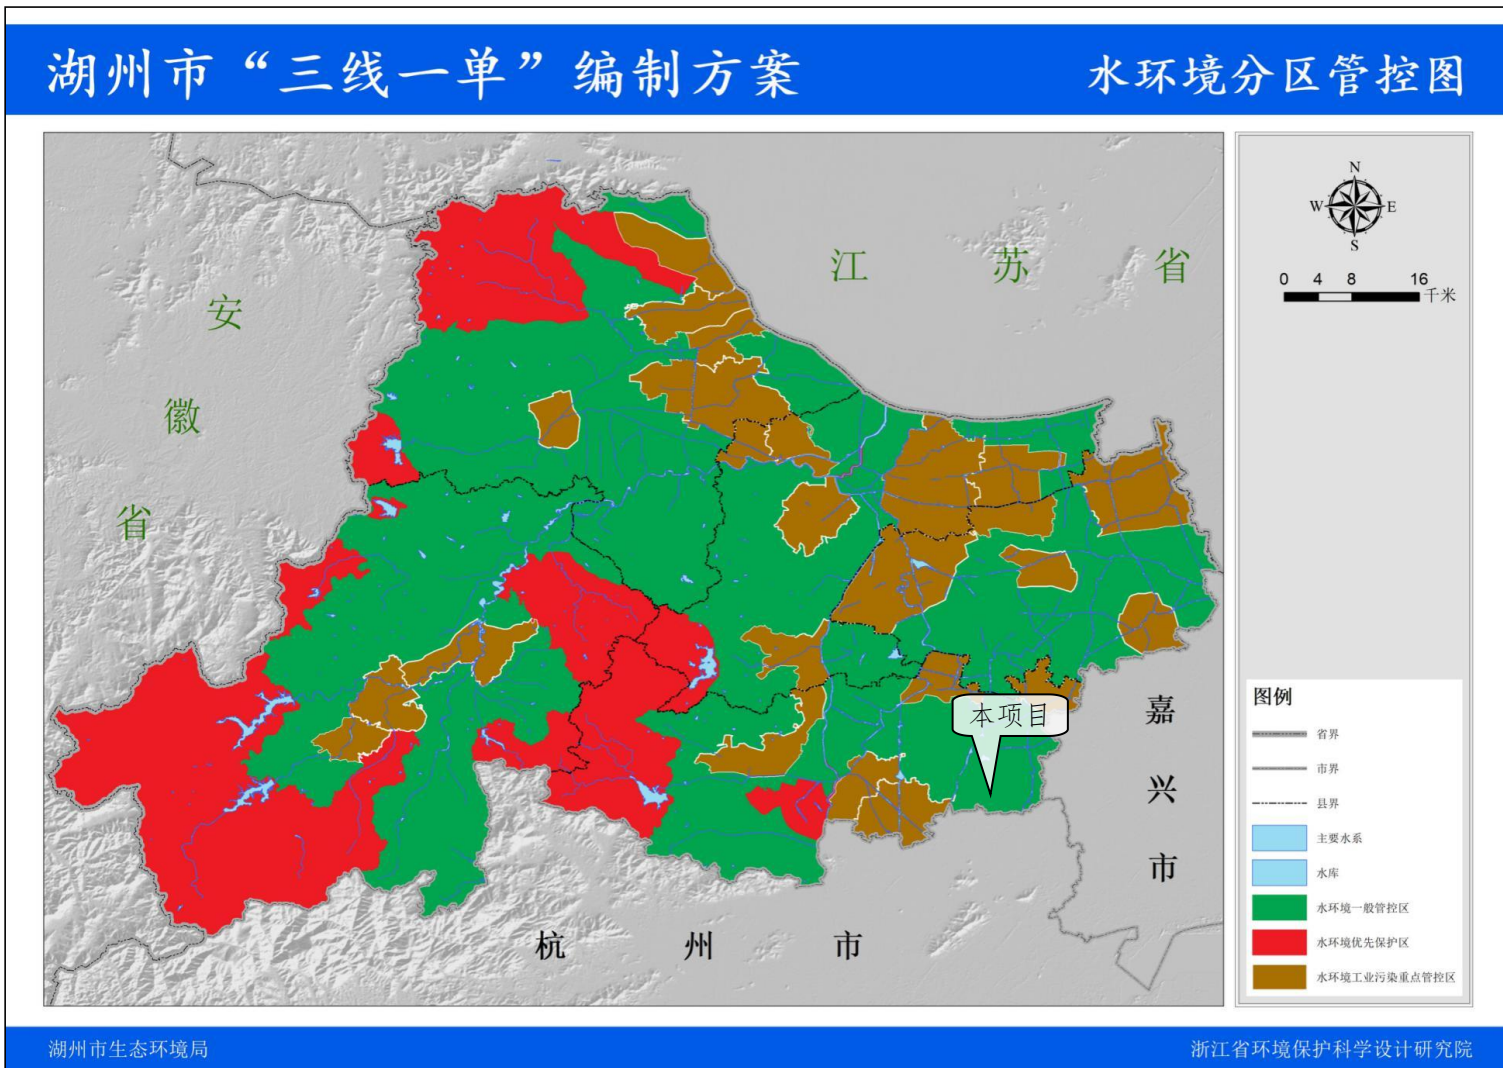 湖州市“三线一单”编制方案 水环境分区管控图
N
W E
S
0 4 8 16
千米
江 苏 省
安
徽
省
本项目
嘉
兴
市
杭 州 市
图例
省界
市界
县界
主要水系
水库
水环境一般管控区
水环境优先保护区
水环境工业污染重点管控区
湖州市生态环境局 浙江省环境保护科学设计研究院